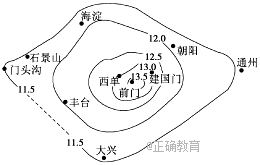 海淀
12.0
朝阳
石景山
门头沟
12.5
13.0
西单
建国门
13.5
前门
通州
11.5
丰台
11.5
大兴
@正确教育